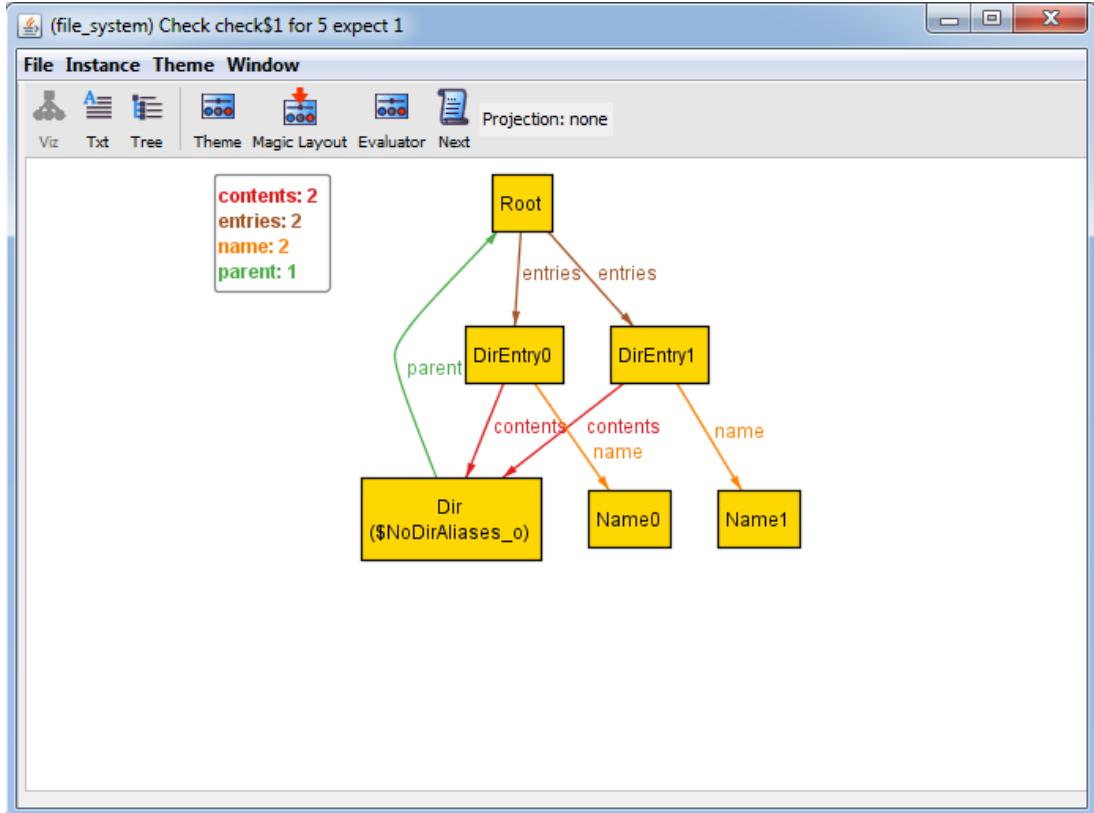 (file_system) Check check$1 for 5 expect 1
File Instance Theme Window
Viz Txt Tree Theme Magic Layout Evaluator Next Projection: none
contents: 2
entries: 2
name: 2
parent: 1
Root
entries entries
DirEntry0 DirEntry1
parent
contents contents
name
name
Dir
($NoDirAliases_o)
Name0 Name1